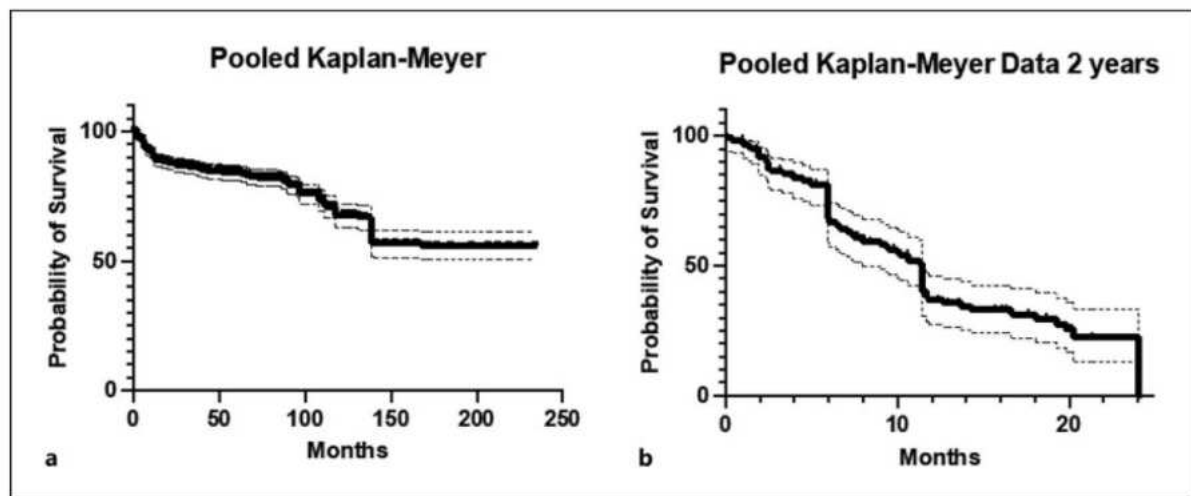 Pooled Kaplan-Meyer
Probability of Survival
100
50
0
0 50 100 150 200 250
Months
a
Pooled Kaplan-Meyer Data 2 years
Probability of Survival
100
50
0
0 10 20
Months
b